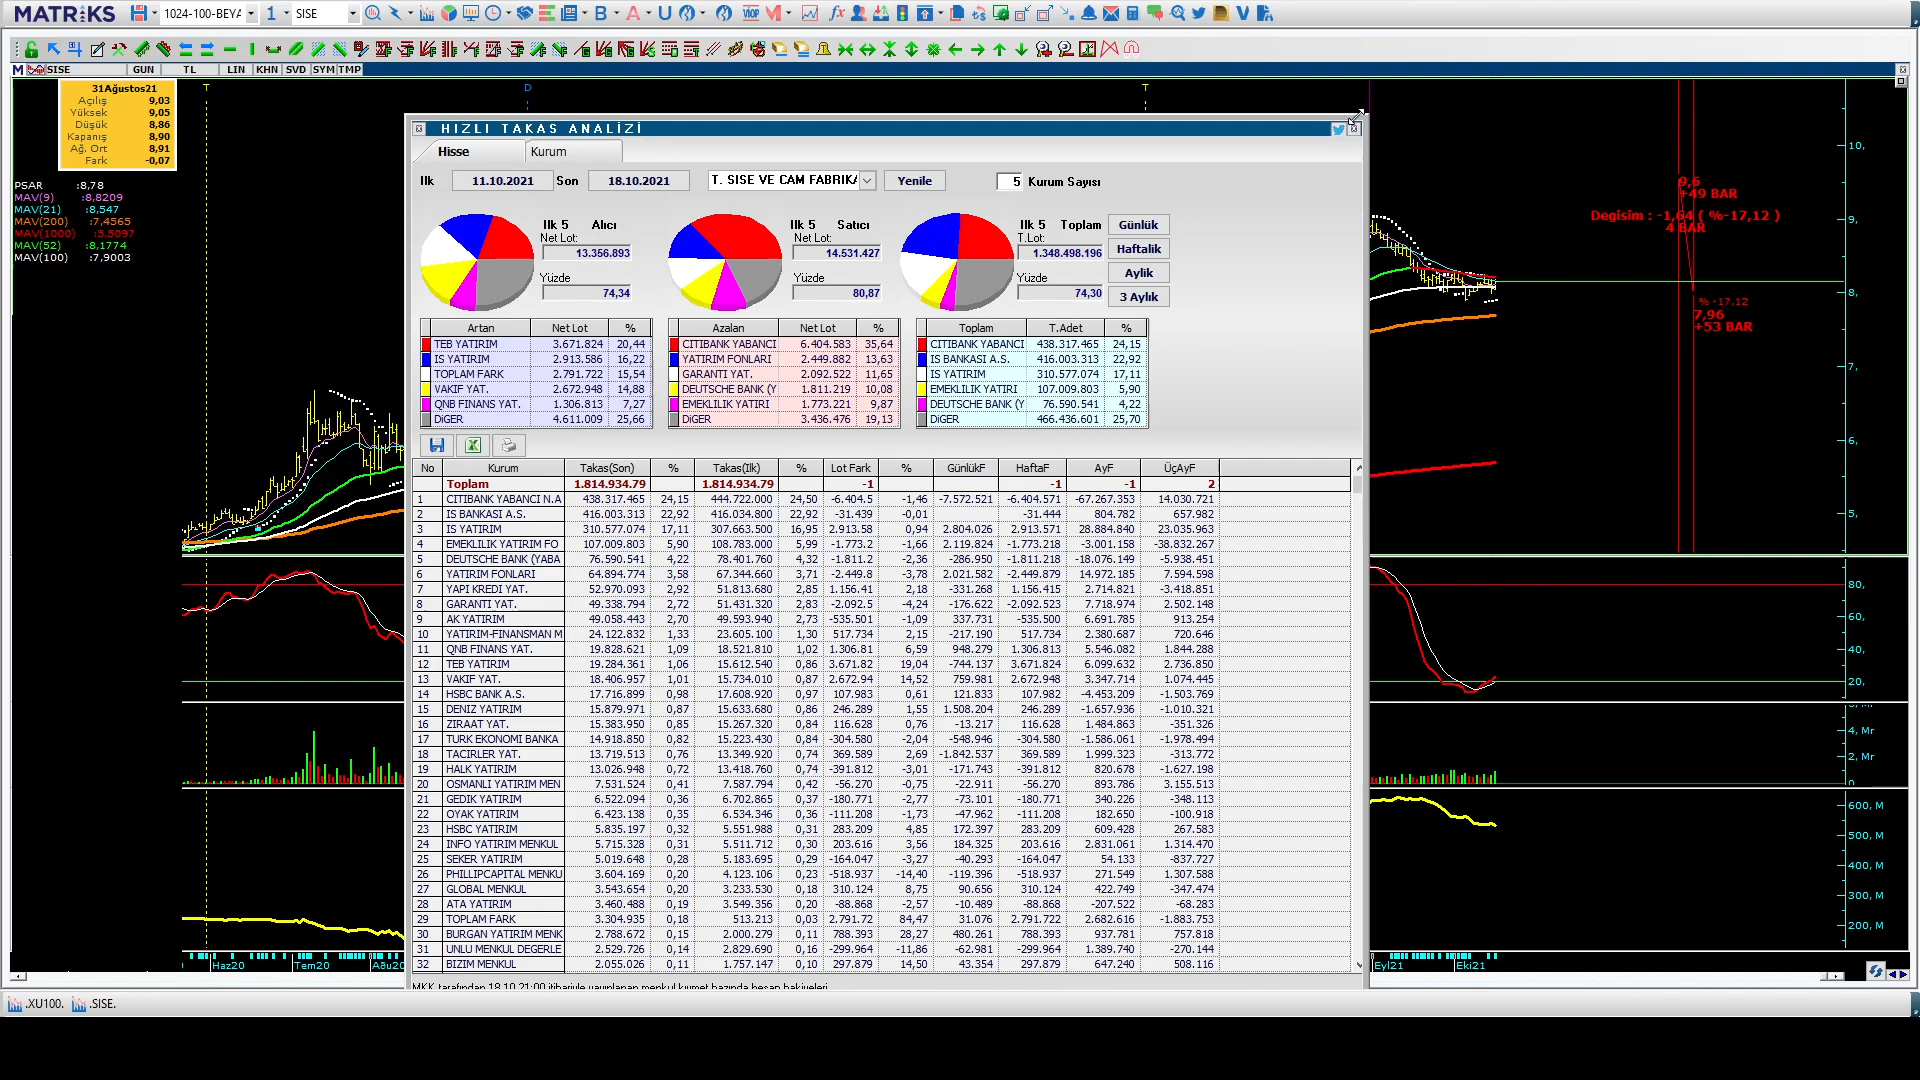 MATRIKS 1024-100-BEYA 1 SISE
M SISE GUN TL LIN KHN SVD SYM TMP
31Ağustos21
Açılış 9,03
Yüksek 9,05
Düşük 8,86
Kapanış 8,90
Ağ. Ort 8,91
Fark -0,07
PSAR :8,78
MAV(9) :8,8209
MAV(21) :8,547
MAV(200) :7,4565
MAV(1000) :5,5097
MAV(52) :8,1774
MAV(100) :7,9003
T D T
HIZLI TAKAS ANALİZİ
Hisse Kurum
Ilk 11.10.2021 Son 18.10.2021 T. SISE VE CAM FABRIKA Yenile 5 Kurum Sayısı
Ilk 5 Alıcı
Net Lot:
13.356.893
Yüzde
74,34
Ilk 5 Satıcı
Net Lot:
14.531.427
Yüzde
80,87
Ilk 5 Toplam
T.Lot:
1.348.498.196
Yüzde
74,30
Günlük
Haftalik
Aylik
3 Aylık
Artan Net Lot %
TEB YATIRIM 3.671.824 20,44
IS YATIRIM 2.913.586 16,22
TOPLAM FARK 2.791.722 15,54
VAKIF YAT. 2.672.948 14,88
QNB FINANS YAT. 1.306.813 7,27
DiGER 4.611.009 25,66
Azalan Net Lot %
CITIBANK YABANCI 6.404.583 35,64
YATIRIM FONLARI 2.449.882 13,63
GARANTI YAT. 2.092.522 11,65
DEUTSCHE BANK (Y 1.811.219 10,08
EMEKLILIK YATIRI 1.773.221 9,87
DiGER 3.436.476 19,13
Toplam T.Adet %
CITIBANK YABANCI 438.317.465 24,15
IS BANKASI A.S. 416.003.313 22,92
IS YATIRIM 310.577.074 17,11
EMEKLILIK YATIRI 107.009.803 5,90
DEUTSCHE BANK (Y 76.590.541 4,22
DiGER 466.436.601 25,70
No Kurum Takas(Son) % Takas(Ilk) % Lot Fark % GünlükF HaftaF AyF ÜçAyF
Toplam 1.814.934.79 1.814.934.79 -1 -1 -1 2
1 CITIBANK YABANCI N.A 438.317.465 24,15 444.722.000 24,50 -6.404.5 -1,46 -7.572.521 -6.404.571 -67.267.353 14.030.721
2 IS BANKASI A.S. 416.003.313 22,92 416.034.800 22,92 -31.439 -0,01 -31.444 804.782 657.982
3 IS YATIRIM 310.577.074 17,11 307.663.500 16,95 2.913.58 0,94 2.804.026 2.913.571 28.884.840 23.035.963
4 EMEKLILIK YATIRIM FO 107.009.803 5,90 108.783.000 5,99 -1.773.2 -1,66 2.119.824 -1.773.218 -3.001.158 -38.832.267
5 DEUTSCHE BANK (YABA 76.590.541 4,22 78.401.760 4,32 -1.811.2 -2,36 -286.950 -1.811.218 -18.076.149 -5.938.451
6 YATIRIM FONLARI 64.894.774 3,58 67.344.660 3,71 -2.449.8 -3,78 2.021.582 -2.449.879 14.972.185 7.594.598
7 YAPI KREDI YAT. 52.970.093 2,92 51.813.680 2,85 1.156.41 2,18 -331.268 1.156.415 2.714.821 -3.418.851
8 GARANTI YAT. 49.338.794 2,72 51.431.320 2,83 -2.092.5 -4,24 -176.622 -2.092.523 7.718.974 2.502.148
9 AK YATIRIM 49.058.443 2,70 49.593.940 2,73 -535.501 -1,09 337.731 -535.500 6.691.785 913.254
10 YATIRIM-FINANSMAN M 24.122.832 1,33 23.605.100 1,30 517.734 2,15 -217.190 517.734 2.380.687 720.646
11 QNB FINANS YAT. 19.828.621 1,09 18.521.810 1,02 1.306.81 6,59 948.279 1.306.813 5.546.082 1.844.288
12 TEB YATIRIM 19.284.361 1,06 15.612.540 0,86 3.671.82 19,04 -744.137 3.671.824 6.099.632 2.736.850
13 VAKIF YAT. 18.406.957 1,01 15.734.010 0,87 2.672.94 14,52 759.981 2.672.948 3.347.714 1.074.445
14 HSBC BANK A.S. 17.716.899 0,98 17.608.920 0,97 107.983 0,61 121.833 107.982 -4.453.209 -1.503.769
15 DENIZ YATIRIM 15.879.971 0,87 15.633.680 0,86 246.289 1,55 1.508.204 246.289 -1.657.936 -1.010.321
16 ZIRAAT YAT. 15.383.950 0,85 15.267.320 0,84 116.628 0,76 -13.217 116.628 1.484.863 -351.326
17 TURK EKONOMI BANKA 14.918.850 0,82 15.223.430 0,84 -304.580 -2,04 -548.946 -304.580 -1.586.061 -1.978.494
18 TACIRLER YAT. 13.719.513 0,76 13.349.920 0,74 369.589 2,69 -1.842.537 369.589 1.999.323 -313.772
19 HALK YATIRIM 13.026.948 0,72 13.418.760 0,74 -391.812 -3,01 -171.743 -391.812 820.678 -1.627.198
20 OSMANLI YATIRIM MEN 7.531.524 0,41 7.587.794 0,42 -56.270 -0,75 -22.911 -56.270 893.786 3.155.513
21 GEDIK YATIRIM 6.522.094 0,36 6.702.865 0,37 -180.771 -2,77 -73.101 -180.771 340.226 -348.113
22 OYAK YATIRIM 6.423.138 0,35 6.534.346 0,36 -111.208 -1,73 -47.962 -111.208 182.650 -100.918
23 HSBC YATIRIM 5.835.197 0,32 5.551.988 0,31 283.209 4,85 172.397 283.209 609.428 267.583
24 INFO YATIRIM MENKUL 5.715.328 0,31 5.511.712 0,30 203.616 3,56 184.325 203.616 2.831.061 1.314.470
25 SEKER YATIRIM 5.019.648 0,28 5.183.695 0,29 -164.047 -3,27 -40.293 -164.047 54.133 -837.727
26 PHILLIPCAPITAL MENKU 3.604.169 0,20 4.123.106 0,23 -518.937 -14,40 -119.396 -518.937 271.549 1.307.588
27 GLOBAL MENKUL 3.543.654 0,20 3.233.530 0,18 310.124 8,75 90.656 310.124 422.749 -347.474
28 ATA YATIRIM 3.460.488 0,19 3.549.356 0,20 -88.868 -2,57 -10.489 -88.868 -207.522 -68.283
29 TOPLAM FARK 3.304.935 0,18 513.213 0,03 2.791.72 84,47 31.076 2.791.722 2.682.616 -1.883.753
30 BURGAN YATIRIM MENK 2.788.672 0,15 2.000.279 0,11 788.393 28,27 480.261 788.393 937.781 757.818
31 UNLU MENKUL DEGERLE 2.529.726 0,14 2.829.690 0,16 -299.964 -11,86 -62.981 -299.964 1.389.740 -270.144
32 BIZIM MENKUL 2.055.026 0,11 1.757.147 0,10 297.879 14,50 43.354 297.879 647.240 508.116
MKK tarafından 18.10 21:00 itibariyle yayınlanan menkul kıymet bazında hesap bakiyeleri
9,6
+49 BAR
Degisim : -1,64 ( %-17,12 )
4 BAR
% -17,12
7,96
+53 BAR
10,
9,
8,
7,
6,
5,
80,
60,
40,
20,
4, Mr
2, Mr
0
600, M
500, M
400, M
300, M
200, M
Haz20 Tem20 Ağu20 Eyl21 Eki21
.XU100. .SISE.